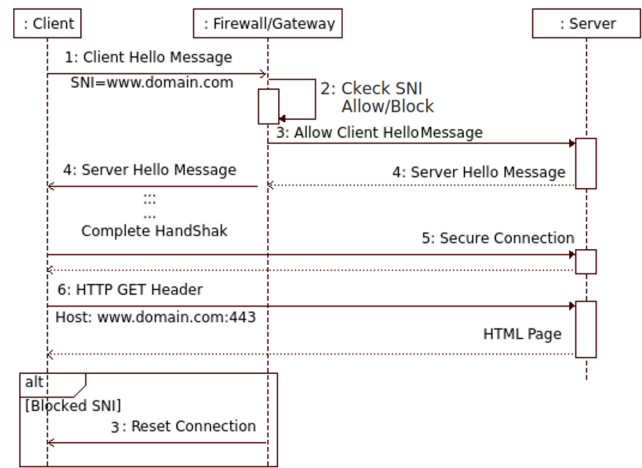 : Client
: Firewall/Gateway
: Server
1: Client Hello Message
SNI=www.domain.com
2: Ckeck SNI
Allow/Block
3: Allow Client HelloMessage
4: Server Hello Message
4: Server Hello Message
:::
...
Complete HandShak
5: Secure Connection
6: HTTP GET Header
Host: www.domain.com:443
HTML Page
alt
[Blocked SNI]
3 : Reset Connection